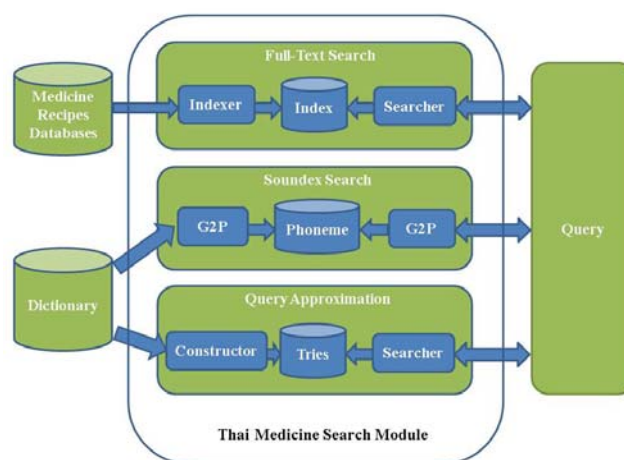 Medicine
Recipes
Databases
Full-Text Search
Indexer
Index
Searcher
Soundex Search
G2P
Phoneme
G2P
Query
Dictionary
Query Approximation
Constructor
Tries
Searcher
Thai Medicine Search Module